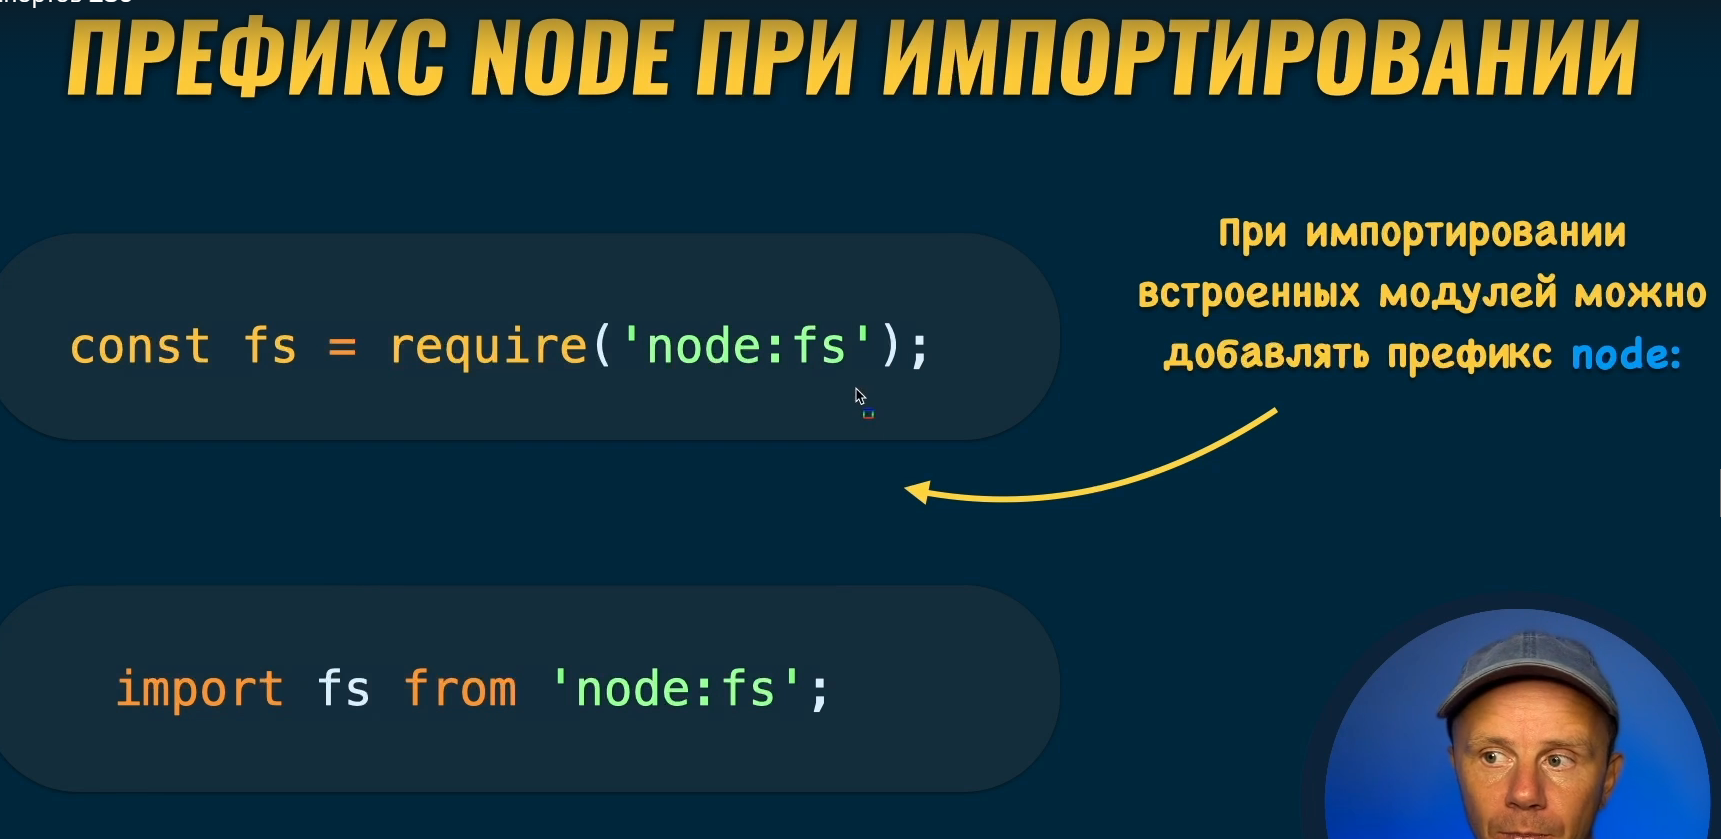 ПРЕФИКС NODE ПРИ ИМПОРТИРОВАНИИ
const fs = require('node:fs');
При импортировании
встроенных модулей можно
добавлять префикс node:
import fs from 'node:fs';